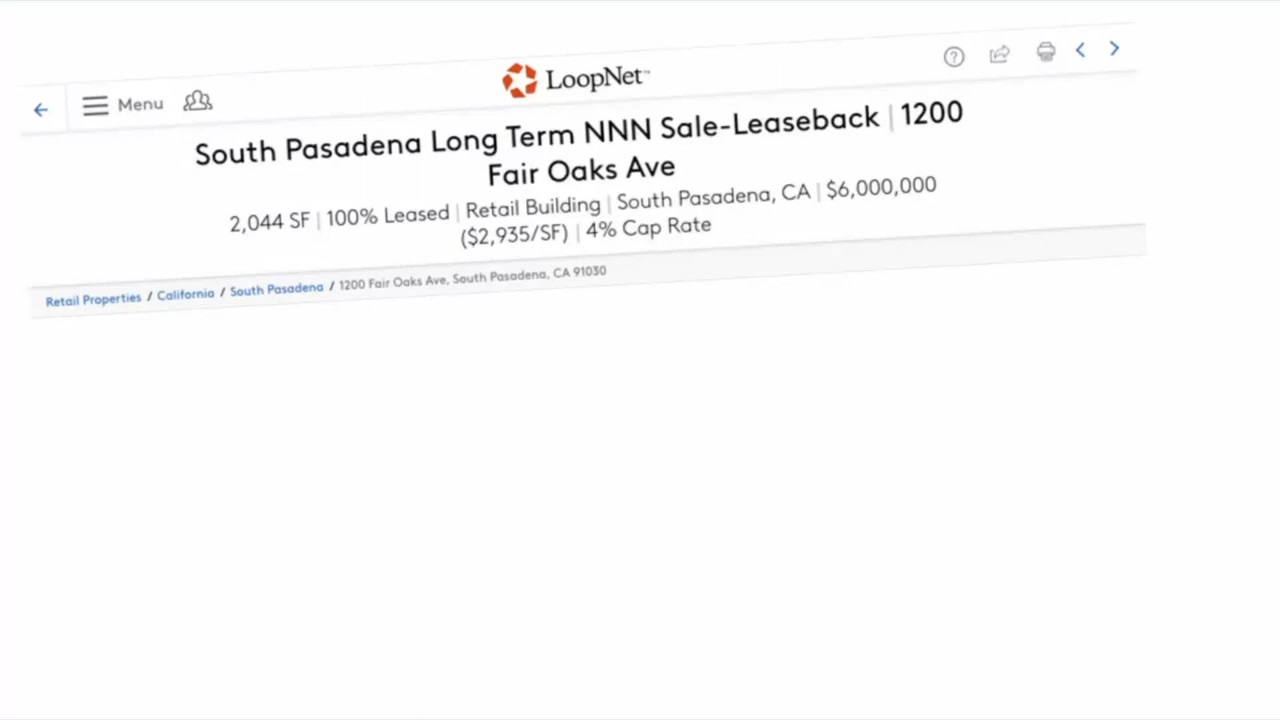 Menu
LoopNet™
South Pasadena Long Term NNN Sale-Leaseback | 1200
Fair Oaks Ave
2,044 SF | 100% Leased | Retail Building | South Pasadena, CA | $6,000,000
($2,935/SF) | 4% Cap Rate
Retail Properties / California / South Pasadena / 1200 Fair Oaks Ave, South Pasadena, CA 91030